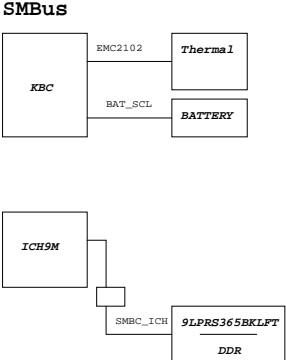 SMBus
EMC2102
Thermal
KBC
BAT_SCL
BATTERY
ICH9M
SMBC_ICH
9LPRS365BKLFT
DDR